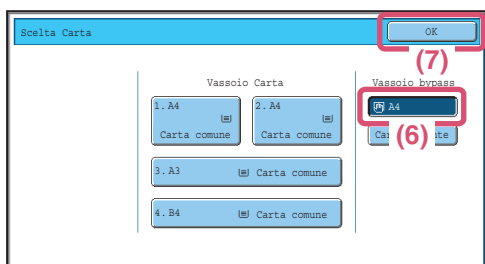 Scelta Carta
OK
(7)
Vassoio Carta
Vassoio bypass
1. A4
Carta comune
2. A4
Carta comune
A4
(6)
3. A3
Carta comune
4. B4
Carta comune